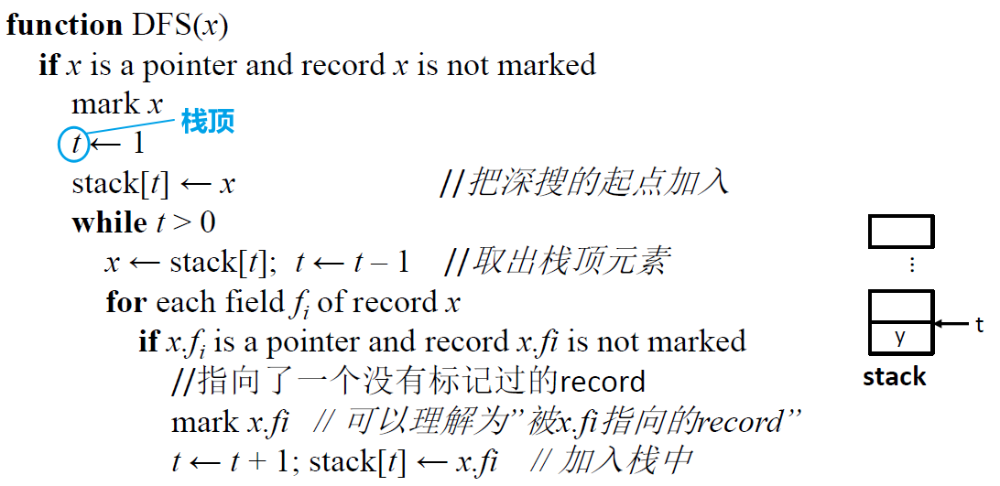 function DFS(x)
if x is a pointer and record x is not marked
mark x
栈顶
t ← 1
stack[t] ← x //把深搜的起点加入
while t > 0
x ← stack[t]; t ← t – 1 //取出栈顶元素
for each field fi of record x
if x.fi is a pointer and record x.fi is not marked
//指向了一个没有标记过的record
mark x.fi // 可以理解为”被x.fi指向的record”
t ← t + 1; stack[t] ← x.fi // 加入栈中
⋮
t
y
stack